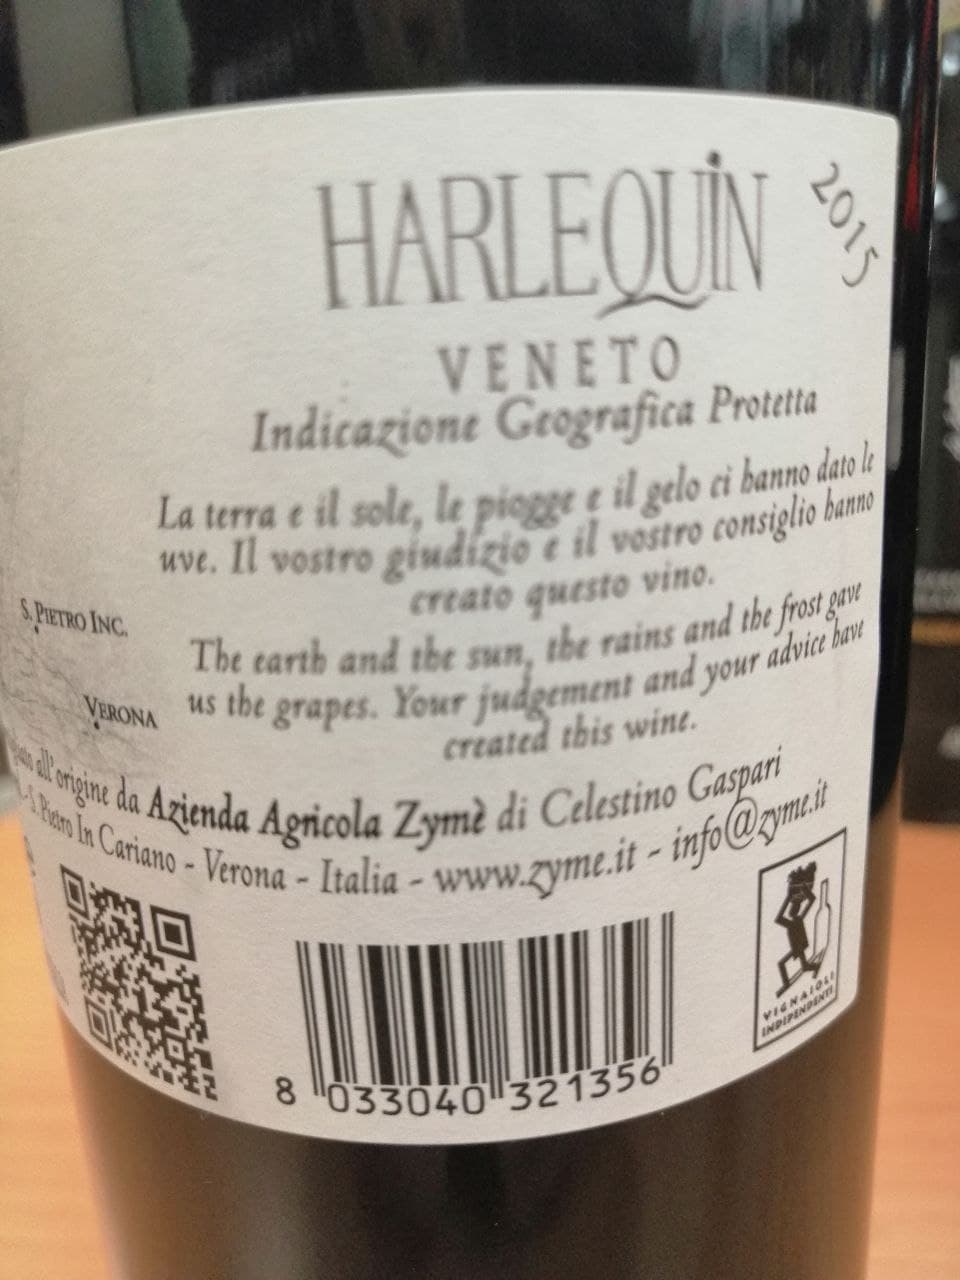 HARLEQUIN
2015
VENETO
Indicazione Geografica Protetta
La terra e il sole, le piogge e il gelo ci hanno dato le
uve. Il vostro giudizio e il vostro consiglio hanno
creato questo vino.
S. PIETRO INC.
The earth and the sun, the rains and the frost gave
us the grapes. Your judgement and your advice have
created this wine.
VERONA
all'origine da Azienda Agricola Zymè di Celestino Gaspari
S. Pietro In Cariano - Verona - Italia - www.zyme.it - info@zyme.it
VIGNAIOLI
INDIPENDENTI
8 033040 321356